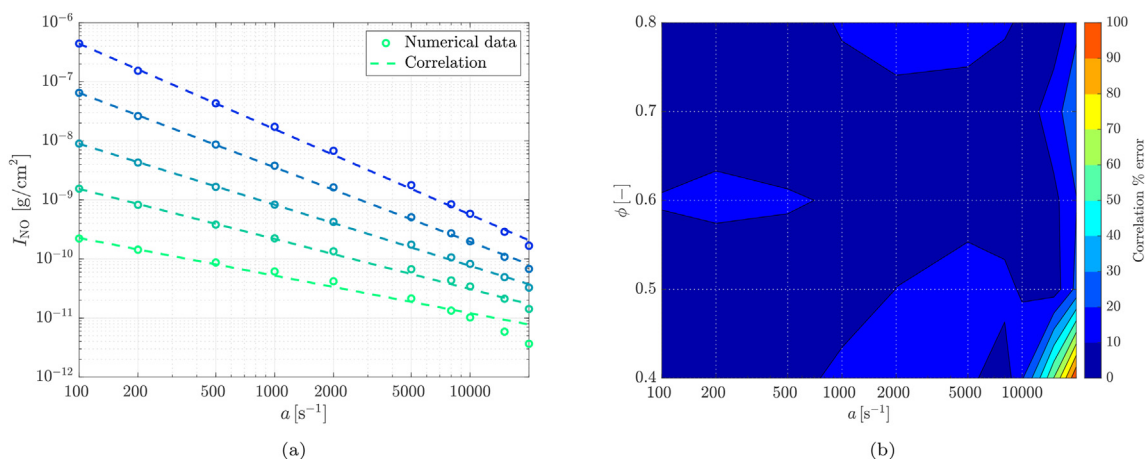 10⁻⁶
10⁻⁷
10⁻⁸
10⁻⁹
10⁻¹⁰
10⁻¹¹
10⁻¹²
I_NO [g/cm²]
Numerical data
Correlation
100 200 500 1000 2000 5000 10000
a [s⁻¹]
(a)
0.8
0.7
0.6
0.5
0.4
ϕ [−]
100 200 500 1000 2000 5000 10000
a [s⁻¹]
100
90
80
70
60
50
40
30
20
10
0
Correlation % error
(b)